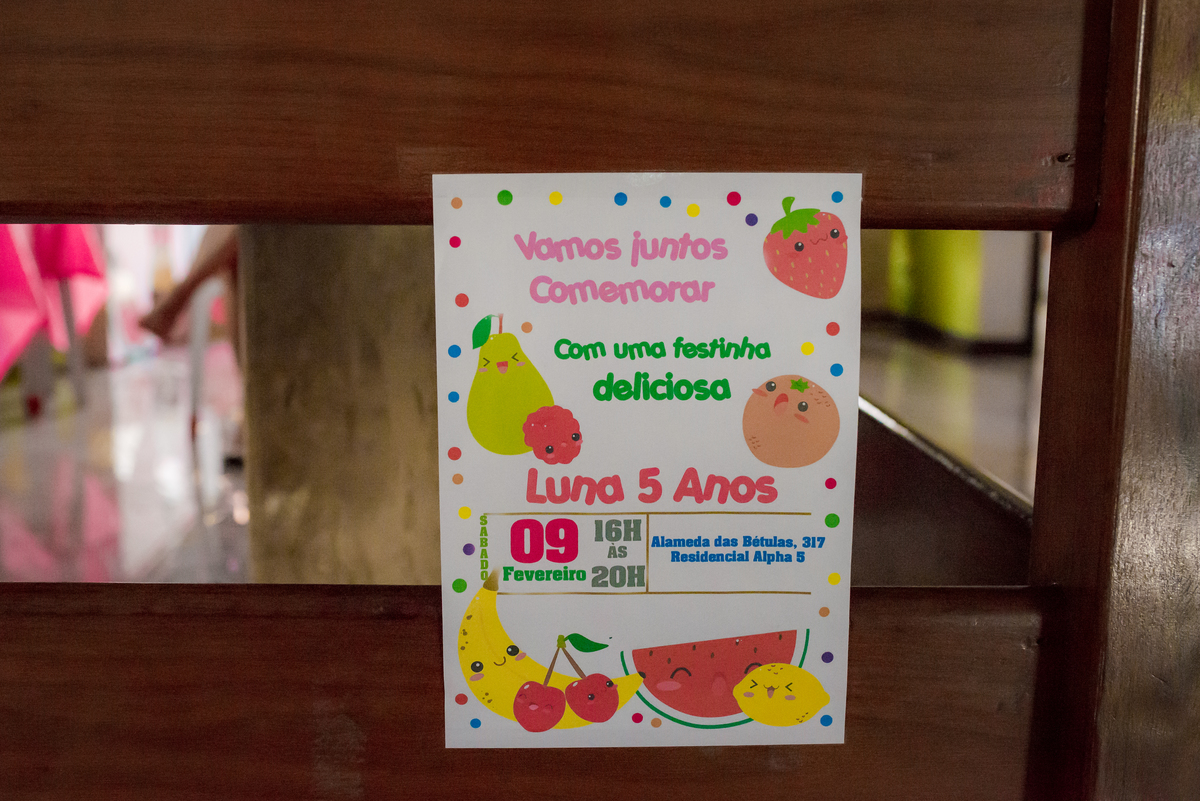 Vamos juntos
Comemorar
Com uma festinha
deliciosa
Luna 5 Anos
SABADO
09
Fevereiro
16H
ÀS
20H
Alameda das Bétulas, 317
Residencial Alpha 5